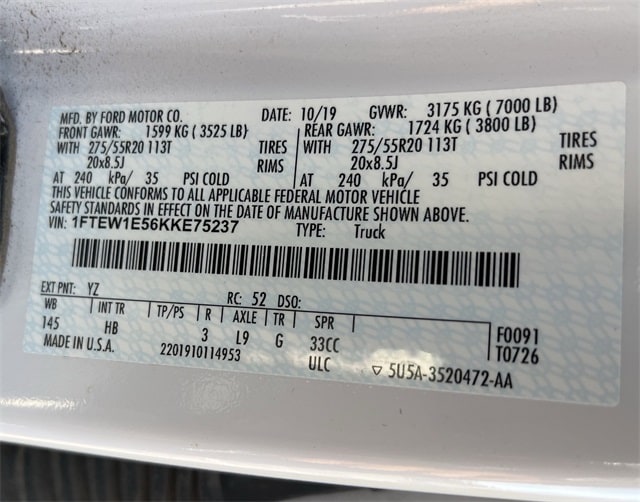 MFD. BY FORD MOTOR CO. DATE: 10/19 GVWR: 3175 KG ( 7000 LB)
FRONT GAWR: 1599 KG ( 3525 LB) REAR GAWR: 1724 KG ( 3800 LB)
WITH 275/55R20 113T TIRES WITH 275/55R20 113T TIRES
20x8.5J RIMS 20x8.5J RIMS
AT 240 kPa/ 35 PSI COLD AT 240 kPa/ 35 PSI COLD
THIS VEHICLE CONFORMS TO ALL APPLICABLE FEDERAL MOTOR VEHICLE
SAFETY STANDARDS IN EFFECT ON THE DATE OF MANUFACTURE SHOWN ABOVE.
VIN: 1FTEW1E56KKE75237 TYPE: Truck
EXT PNT: YZ RC: 52 DSO:
WB INT TR TP/PS R AXLE TR SPR
145 HB 3 L9 G 33CC F0091
MADE IN U.S.A. 2201910114953 ULC T0726
▽ 5U5A-3520472-AA